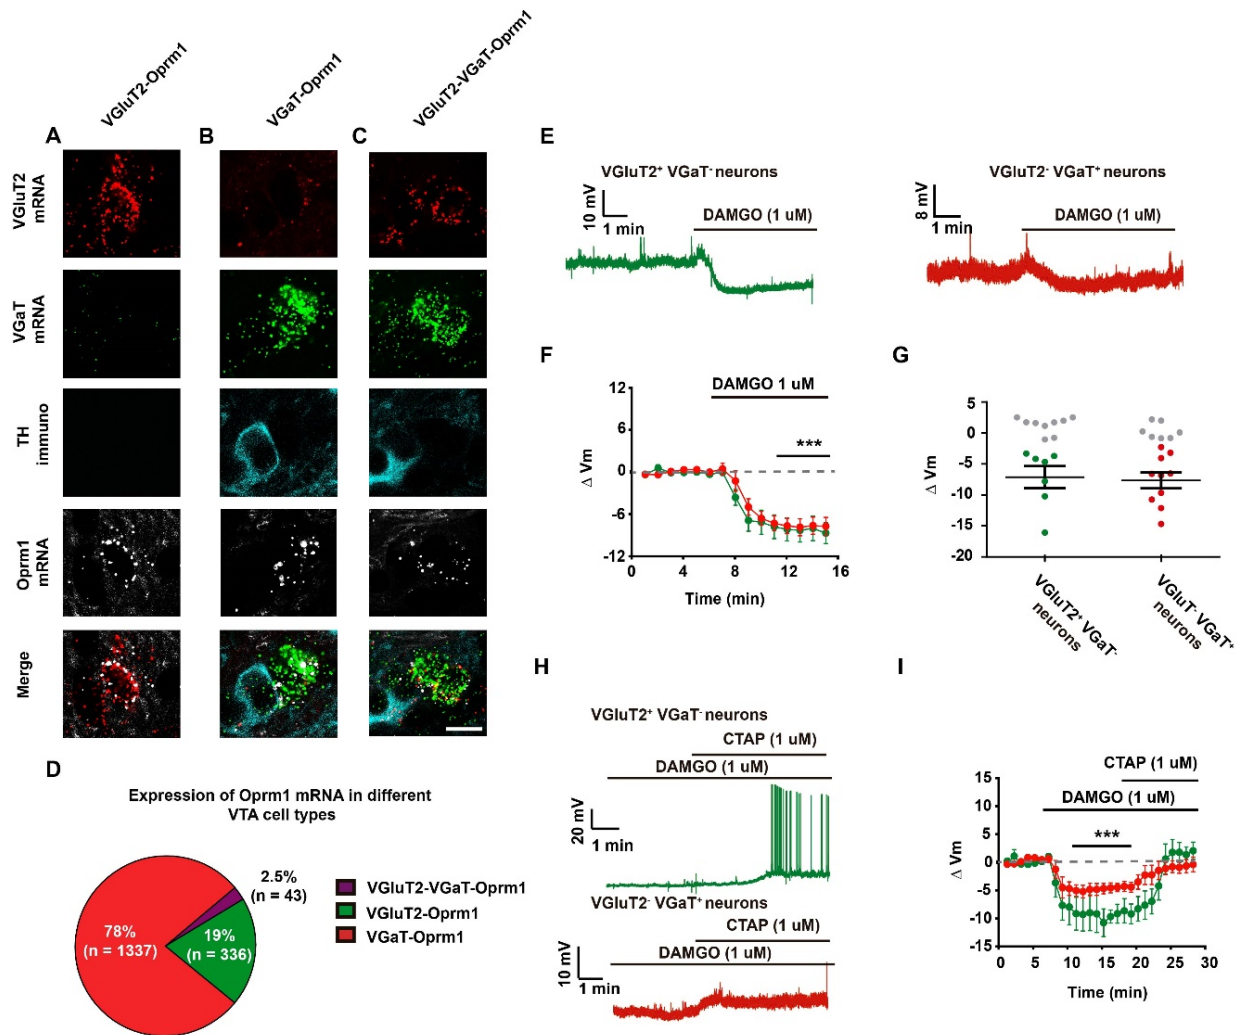 VGluT2-Oprm1
VGaT-Oprm1
VGluT2-VGaT-Oprm1
A
B
C
VGluT2
mRNA
VGaT
mRNA
TH
immuno
Oprm1
mRNA
Merge
D
Expression of Oprm1 mRNA in different
VTA cell types
78%
(n = 1337)
19%
(n = 336)
2.5%
(n = 43)
VGluT2-VGaT-Oprm1
VGluT2-Oprm1
VGaT-Oprm1
E
VGluT2⁺ VGaT⁻ neurons
10 mV
1 min
DAMGO (1 uM)
VGluT2⁻ VGaT⁺ neurons
8 mV
1 min
DAMGO (1 uM)
F
DAMGO 1 uM
***
Δ Vm
12
6
0
-6
-12
0 4 8 12 16
Time (min)
G
Δ Vm
5
0
-5
-10
-15
-20
VGluT2⁺ VGaT⁻
neurons
VGluT⁻ VGaT⁺
neurons
H
VGluT2⁺ VGaT⁻ neurons
CTAP (1 uM)
DAMGO (1 uM)
20 mV
1 min
VGluT2⁻ VGaT⁺ neurons
CTAP (1 uM)
DAMGO (1 uM)
10 mV
1 min
I
CTAP (1 uM)
DAMGO (1 uM)
***
Δ Vm
15
10
5
0
-5
-10
-15
0 5 10 15 20 25 30
Time (min)